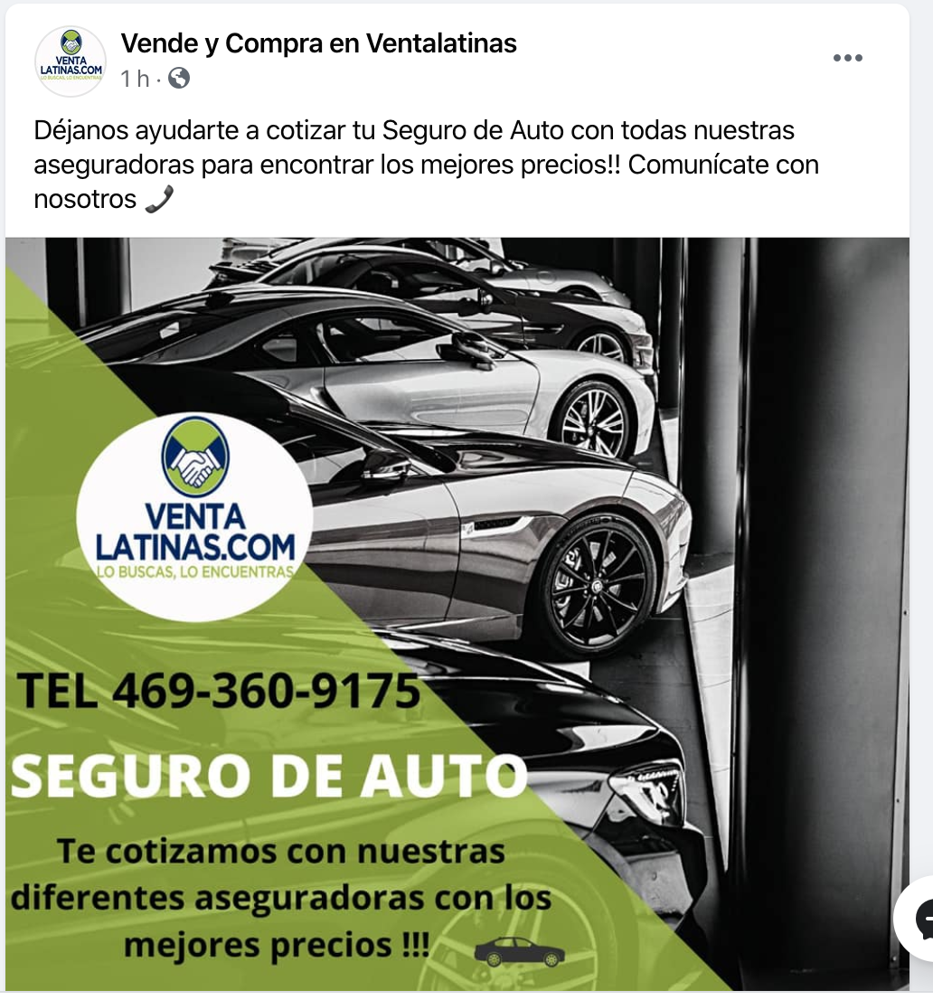 Vende y Compra en Ventalatinas
1 h ·
Déjanos ayudarte a cotizar tu Seguro de Auto con todas nuestras
aseguradoras para encontrar los mejores precios!! Comunícate con
nosotros
VENTA
LATINAS.COM
LO BUSCAS, LO ENCUENTRAS
VENTA
LATINAS.COM
LO BUSCAS, LO ENCUENTRAS
TEL 469-360-9175
SEGURO DE AUTO
Te cotizamos con nuestras
diferentes aseguradoras con los
mejores precios !!!